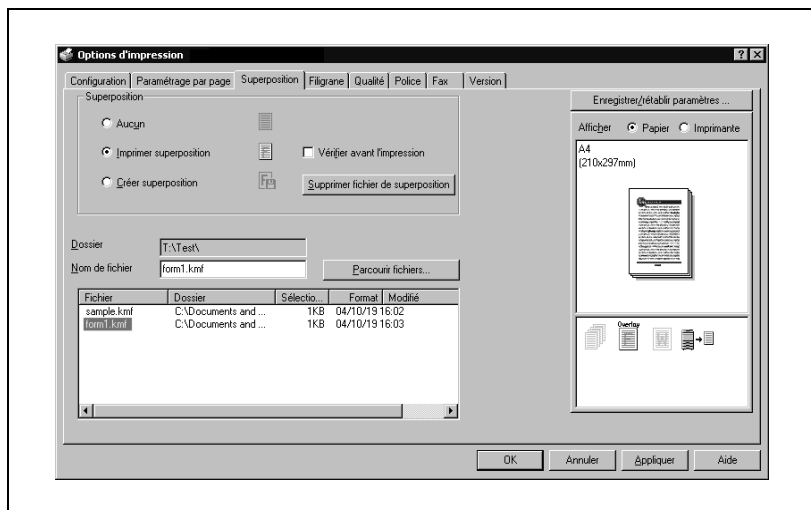 Options d'impression
Configuration Paramétrage par page Superposition Filigrane Qualité Police Fax Version
Superposition
Aucun
Imprimer superposition
Vérifier avant l'impression
Créer superposition
Supprimer fichier de superposition
Dossier T:\Test\
Nom de fichier form1.kmf Parcourir fichiers...
Fichier Dossier Sélectio... Format Modifié
sample.kmf C:\Documents and ... 1KB 04/10/19 16:02
form1.kmf C:\Documents and ... 1KB 04/10/19 16:03
Enregistrer/rétablir paramètres ...
Afficher Papier Imprimante
A4
(210x297mm)
Overlay
OK Annuler Appliquer Aide